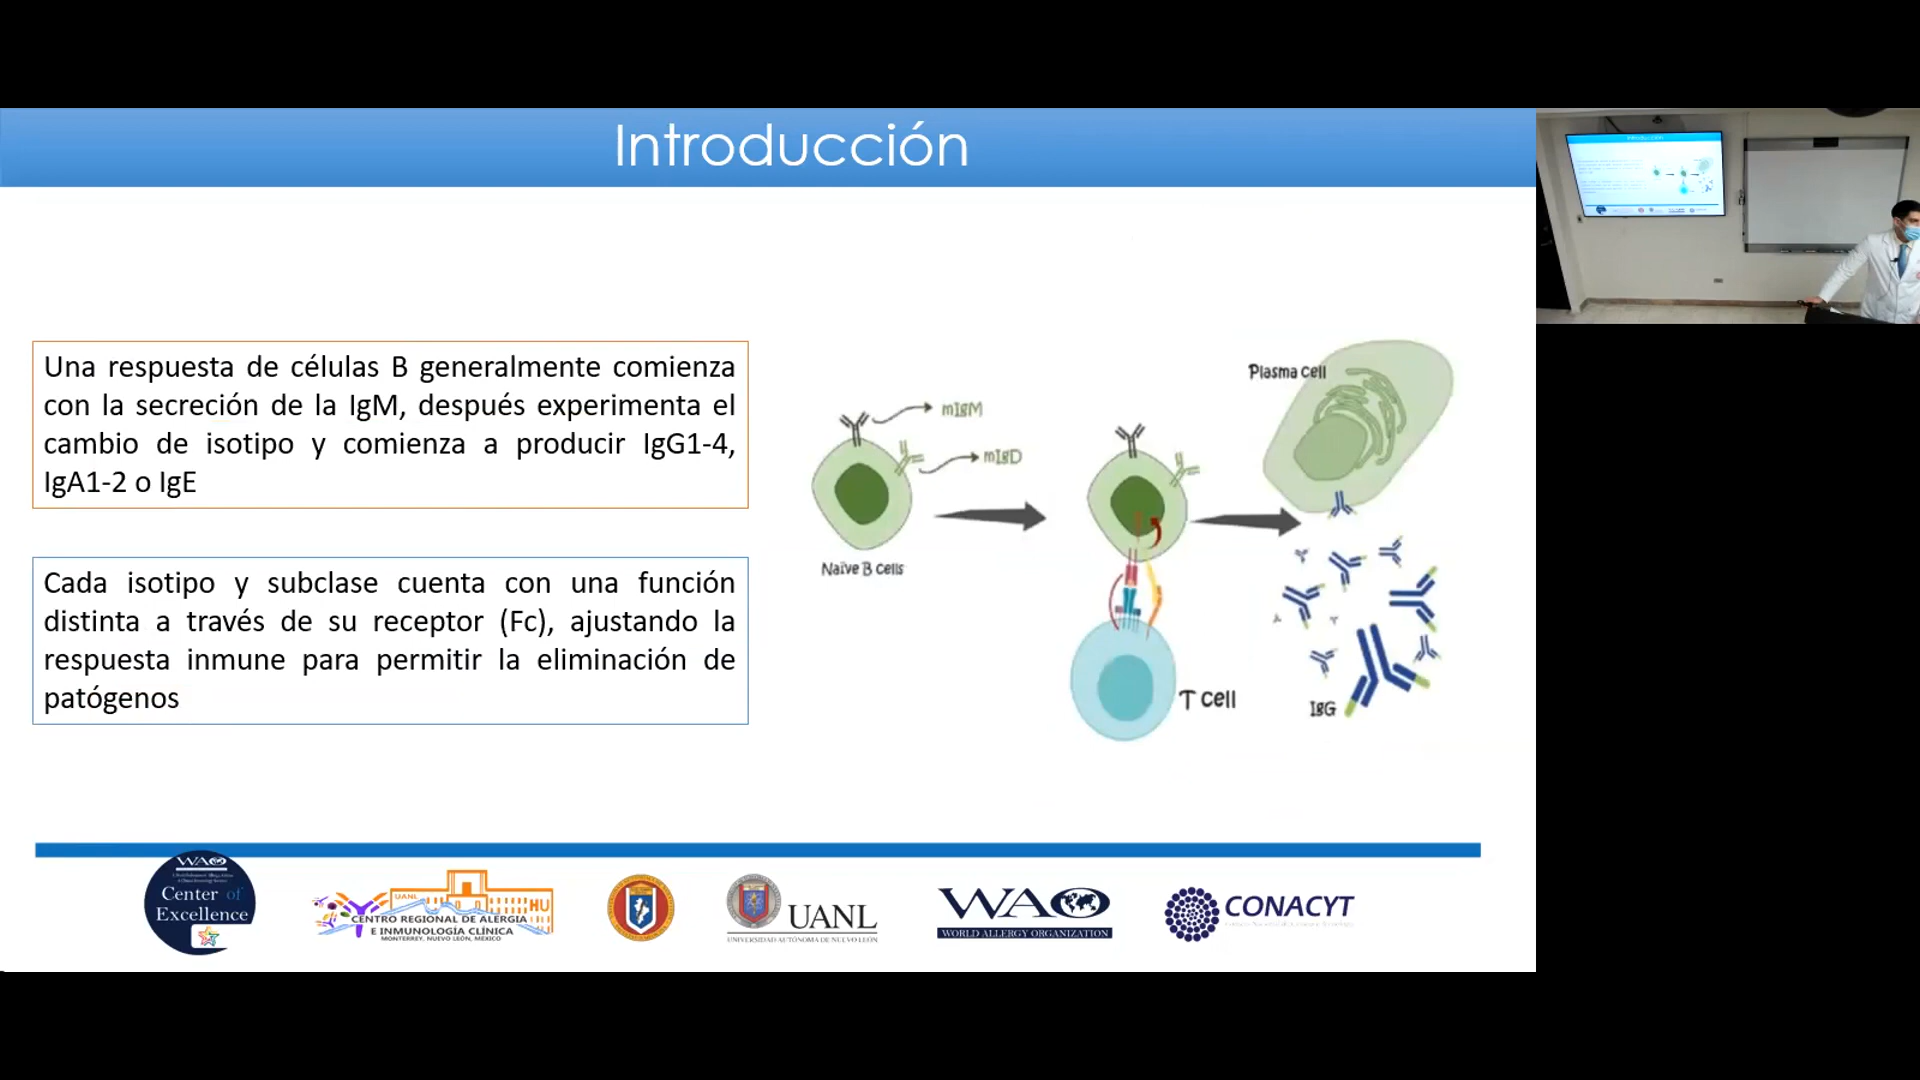 Introducción
Una respuesta de células B generalmente comienza
con la secreción de la IgM, después experimenta el
cambio de isotipo y comienza a producir IgG1-4,
IgA1-2 o IgE
Cada isotipo y subclase cuenta con una función
distinta a través de su receptor (Fc), ajustando la
respuesta inmune para permitir la eliminación de
patógenos
mIgM
mIgD
Naïve B cells
Plasma cell
T cell
IgG
WAO
Center of
Excellence
UANL
HU
CENTRO REGIONAL DE ALERGIA
E INMUNOLOGÍA CLÍNICA
MONTERREY, NUEVO LEÓN, MÉXICO
UANL
UNIVERSIDAD AUTÓNOMA DE NUEVO LEÓN
WAO
WORLD ALLERGY ORGANIZATION
CONACYT
Introducción